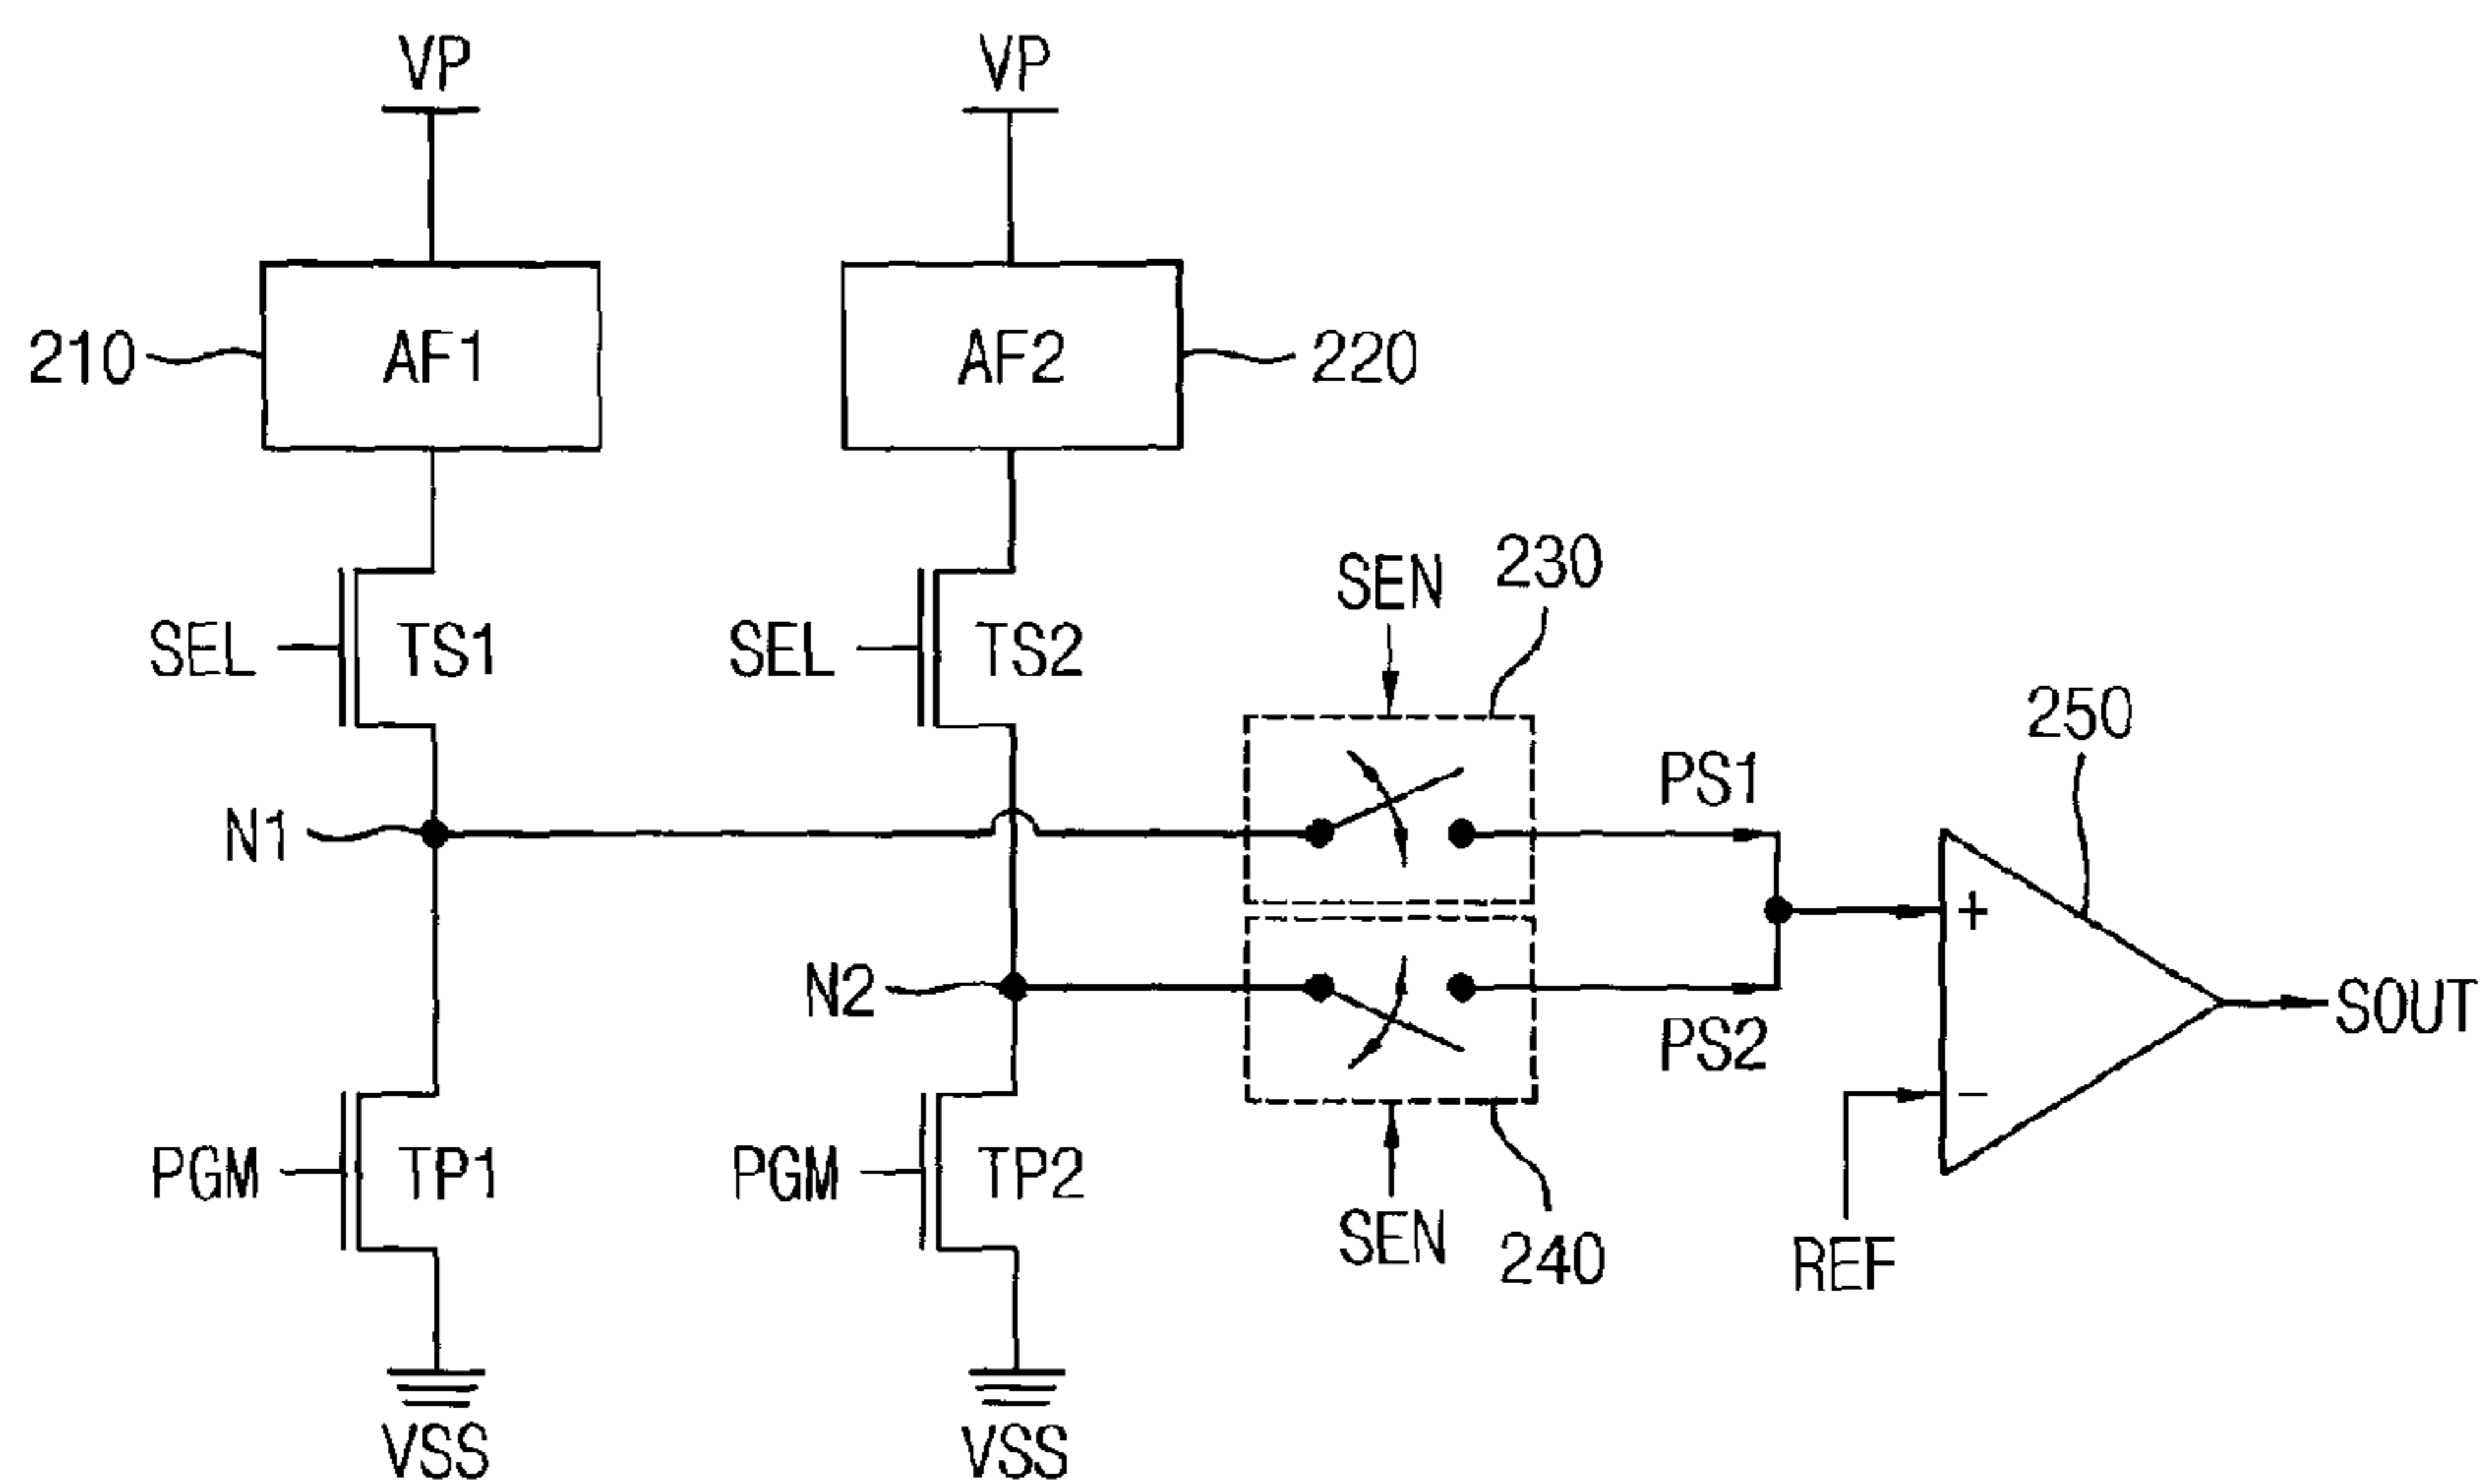 VP
VP
210
AF1
AF2
220
SEL
TS1
SEL
TS2
SEN
230
250
N1
PS1
+
N2
PS2
SOUT
−
PGM
TP1
PGM
TP2
SEN
240
REF
VSS
VSS